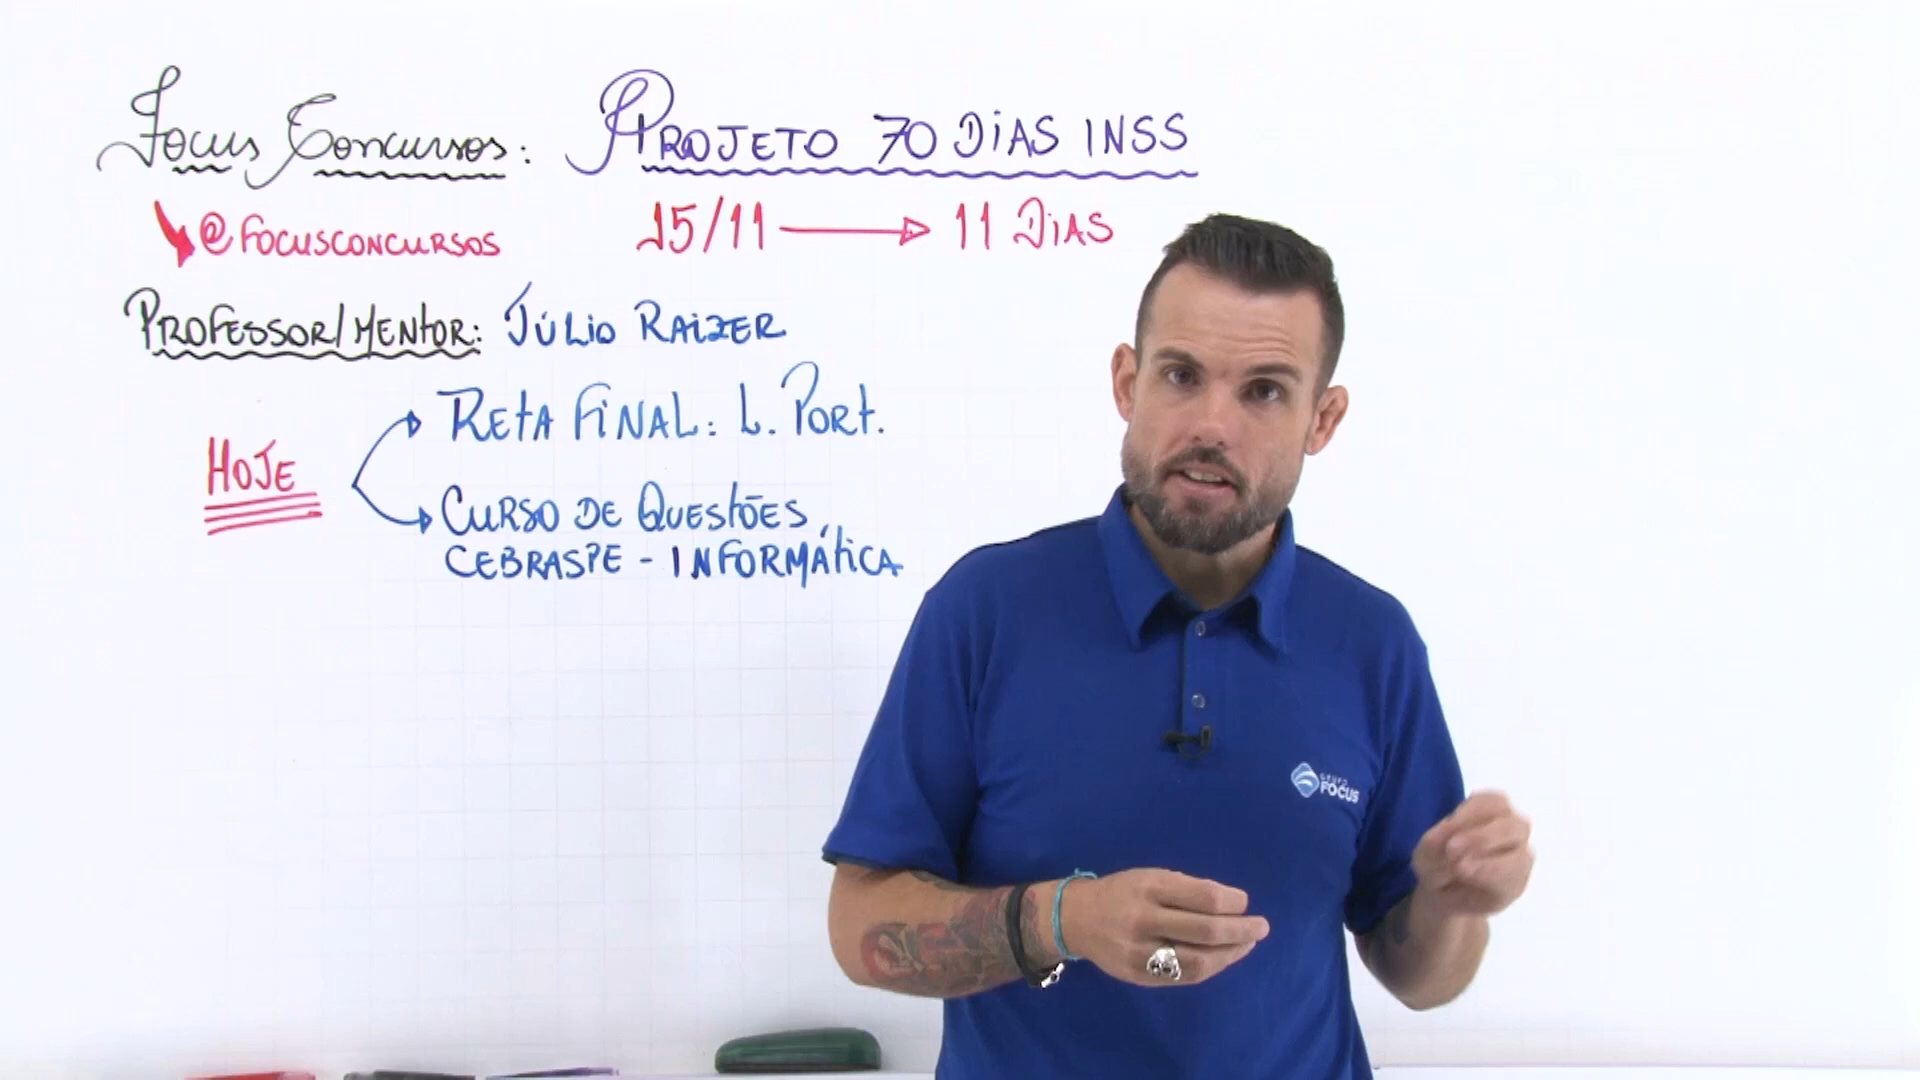 Focus Concursos: PROJETO 70 DIAS INSS
@FOCUSCONCURSOS
15/11 → 11 DIAS
PROFESSOR/MENTOR: JÚLIO RAIZER
HOJE
RETA FINAL: L. PORT.
CURSO DE QUESTÕES
CEBRASPE - INFORMÁTICA
GRUPO
FOCUS